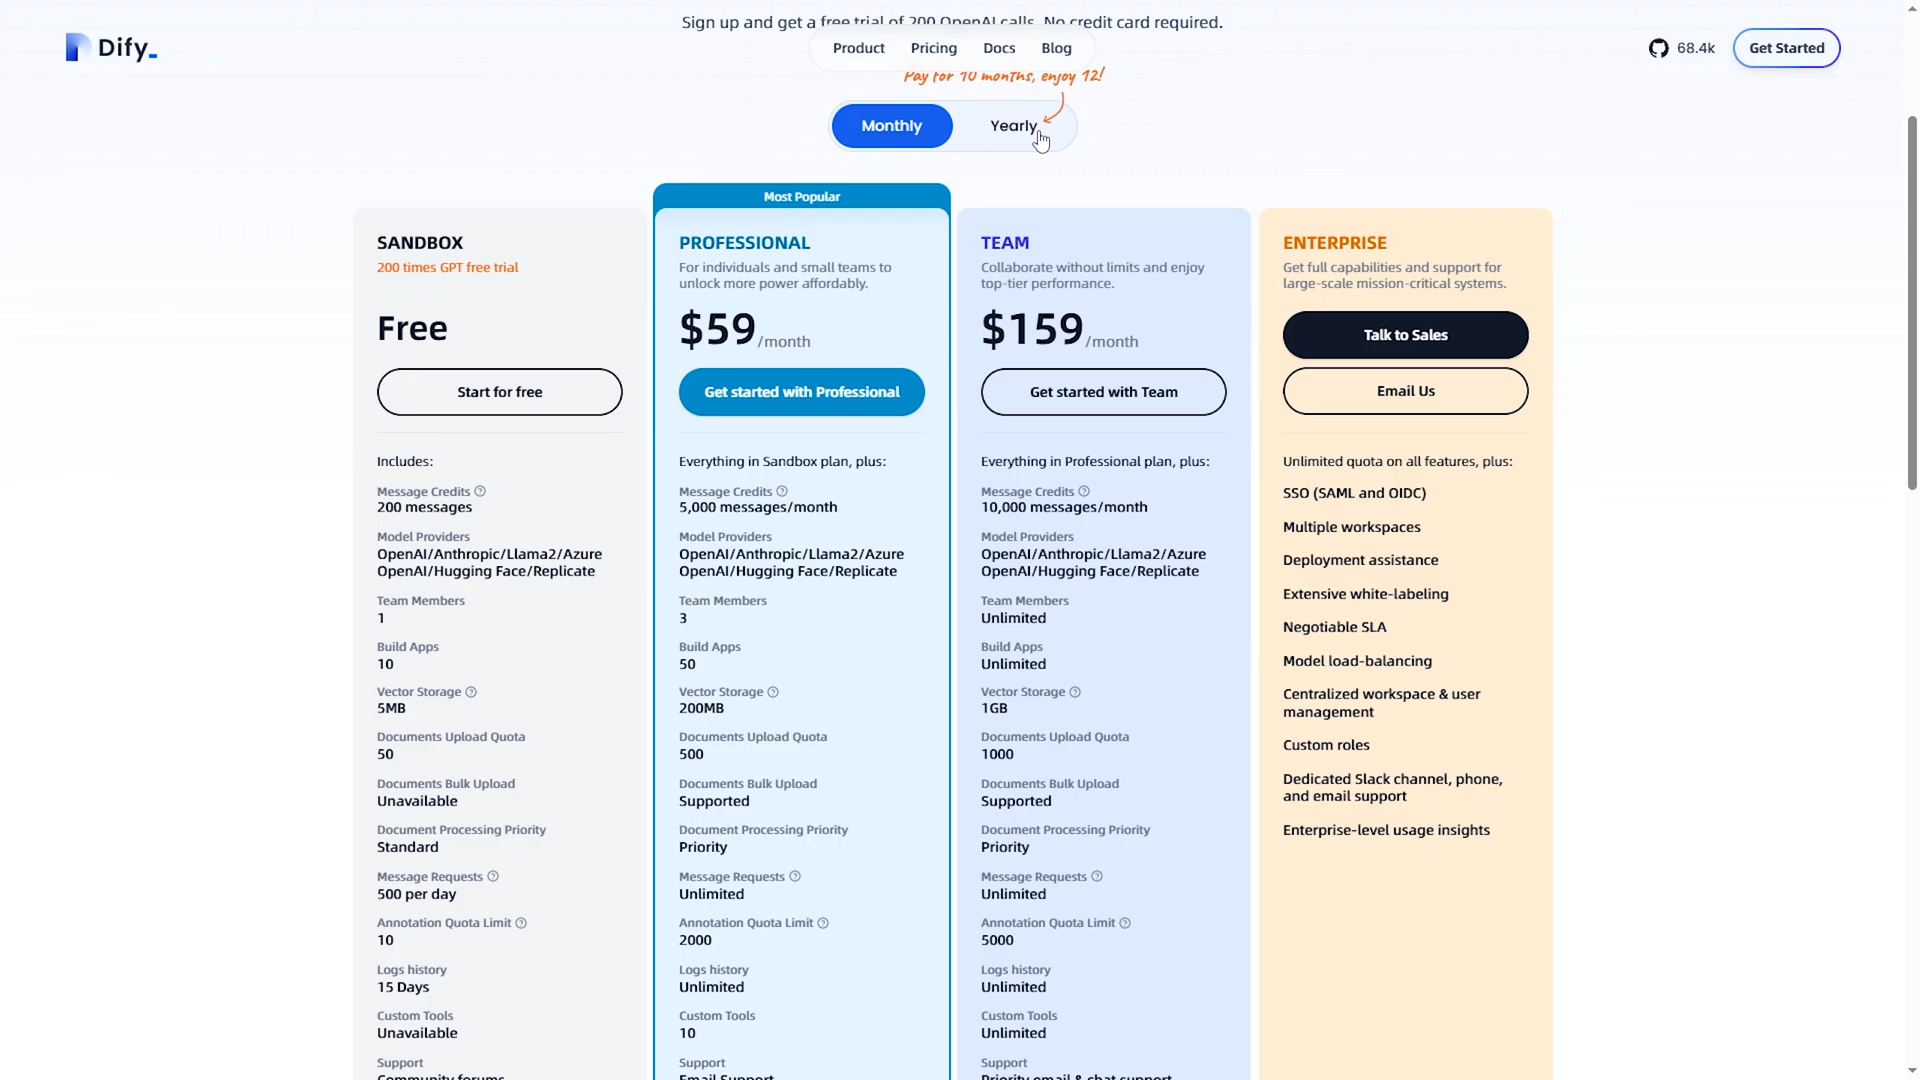 Sign up and get a free trial of 200 OpenAI calls. No credit card required.
Dify_
Product
Pricing
Docs
Blog
68.4k
Get Started
Pay for 10 months, enjoy 12!
Monthly
Yearly
Most Popular
SANDBOX
200 times GPT free trial
Free
Start for free
Includes:
Message Credits
200 messages
Model Providers
OpenAI/Anthropic/Llama2/Azure
OpenAI/Hugging Face/Replicate
Team Members
1
Build Apps
10
Vector Storage
5MB
Documents Upload Quota
50
Documents Bulk Upload
Unavailable
Document Processing Priority
Standard
Message Requests
500 per day
Annotation Quota Limit
10
Logs history
15 Days
Custom Tools
Unavailable
Support
Community forums
PROFESSIONAL
For individuals and small teams to
unlock more power affordably.
$59/month
Get started with Professional
Everything in Sandbox plan, plus:
Message Credits
5,000 messages/month
Model Providers
OpenAI/Anthropic/Llama2/Azure
OpenAI/Hugging Face/Replicate
Team Members
3
Build Apps
50
Vector Storage
200MB
Documents Upload Quota
500
Documents Bulk Upload
Supported
Document Processing Priority
Priority
Message Requests
Unlimited
Annotation Quota Limit
2000
Logs history
Unlimited
Custom Tools
10
Support
Email Support
TEAM
Collaborate without limits and enjoy
top-tier performance.
$159/month
Get started with Team
Everything in Professional plan, plus:
Message Credits
10,000 messages/month
Model Providers
OpenAI/Anthropic/Llama2/Azure
OpenAI/Hugging Face/Replicate
Team Members
Unlimited
Build Apps
Unlimited
Vector Storage
1GB
Documents Upload Quota
1000
Documents Bulk Upload
Supported
Document Processing Priority
Priority
Message Requests
Unlimited
Annotation Quota Limit
5000
Logs history
Unlimited
Custom Tools
Unlimited
Support
Priority email & chat support
ENTERPRISE
Get full capabilities and support for
large-scale mission-critical systems.
Talk to Sales
Email Us
Unlimited quota on all features, plus:
SSO (SAML and OIDC)
Multiple workspaces
Deployment assistance
Extensive white-labeling
Negotiable SLA
Model load-balancing
Centralized workspace & user
management
Custom roles
Dedicated Slack channel, phone,
and email support
Enterprise-level usage insights